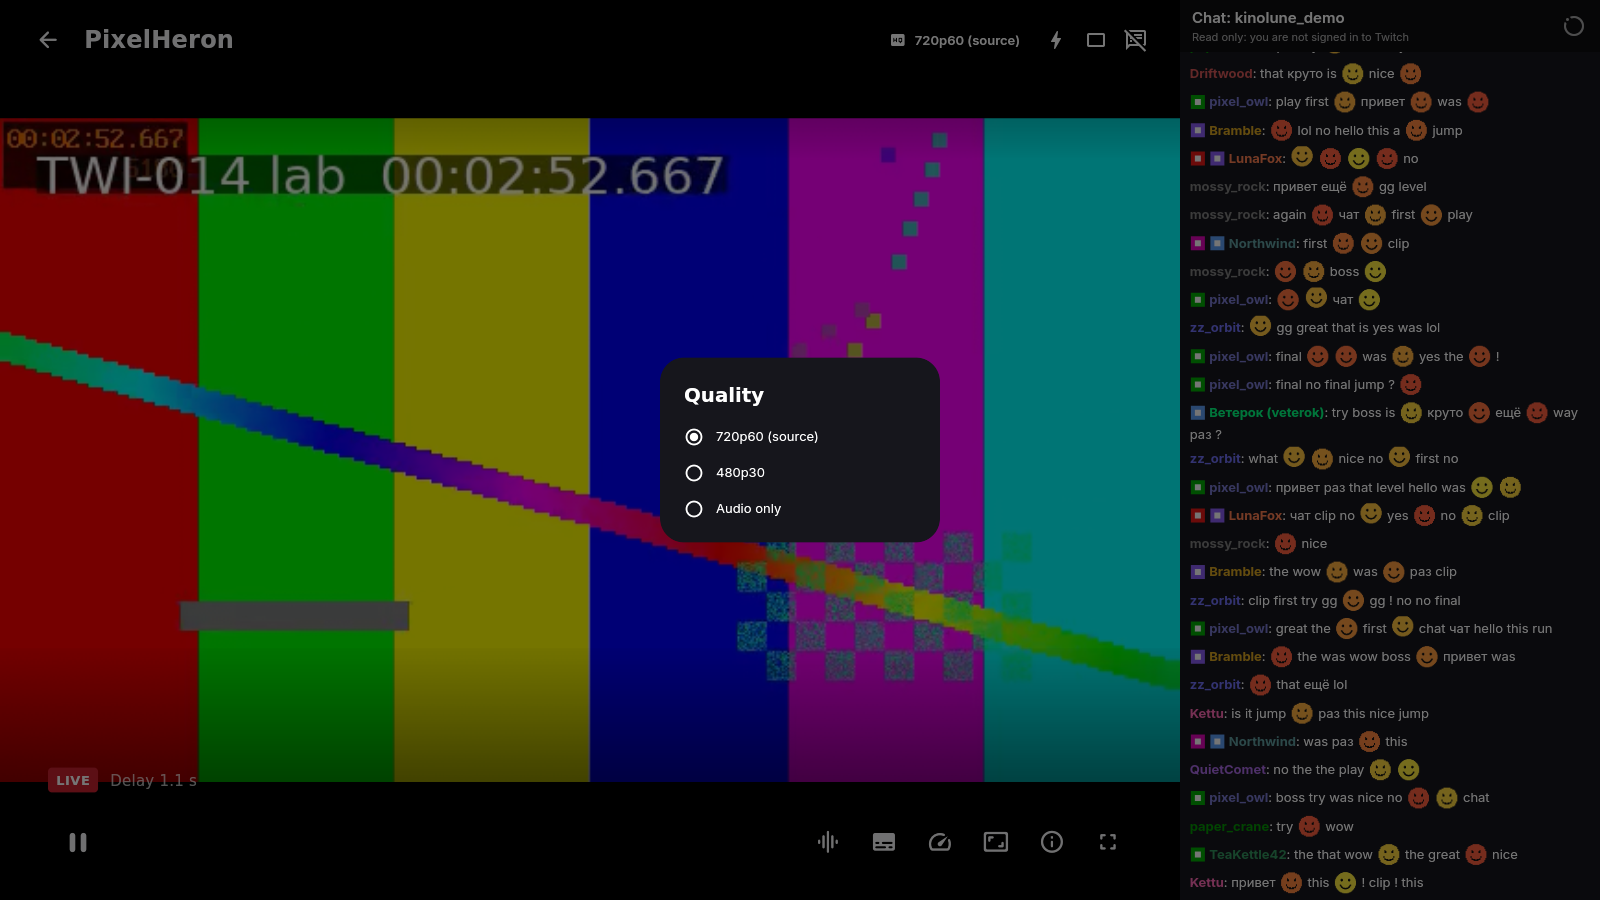 PixelHeron
HQ 720p60 (source)
Chat: kinolune_demo
Read only: you are not signed in to Twitch
00:02:52.667
TWI-014 lab 00:02:52.667
Quality
720p60 (source)
480p30
Audio only
LIVE Delay 1.1 s
Driftwood: that круто is nice
pixel_owl: play first привет was
Bramble: lol no hello this a jump
LunaFox: no
mossy_rock: привет ещё gg level
mossy_rock: again чат first play
Northwind: first clip
mossy_rock: boss
pixel_owl: чат
zz_orbit: gg great that is yes was lol
pixel_owl: final was yes the !
pixel_owl: final no final jump ?
Ветерок (veterok): try boss is круто ещё way
раз ?
zz_orbit: what nice no first no
pixel_owl: привет раз that level hello was
LunaFox: чат clip no yes no clip
mossy_rock: nice
Bramble: the wow was раз clip
zz_orbit: clip first try gg gg ! no no final
pixel_owl: great the first chat чат hello this run
Bramble: the was wow boss привет was
zz_orbit: that ещё lol
Kettu: is it jump раз this nice jump
Northwind: was раз this
QuietComet: no the the play
pixel_owl: boss try was nice no chat
paper_crane: try wow
TeaKettle42: the that wow the great nice
Kettu: привет this ! clip ! this